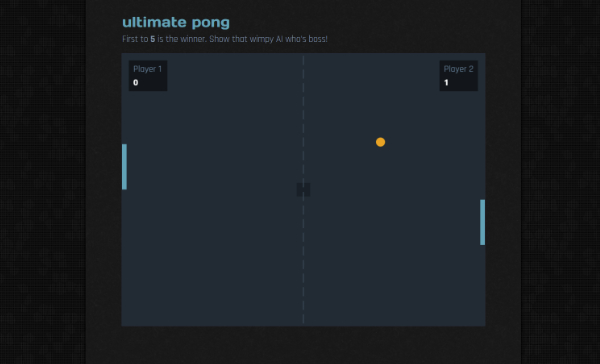 ultimate pong
First to 5 is the winner. Show that wimpy AI who's boss!
Player 1
0
Player 2
1